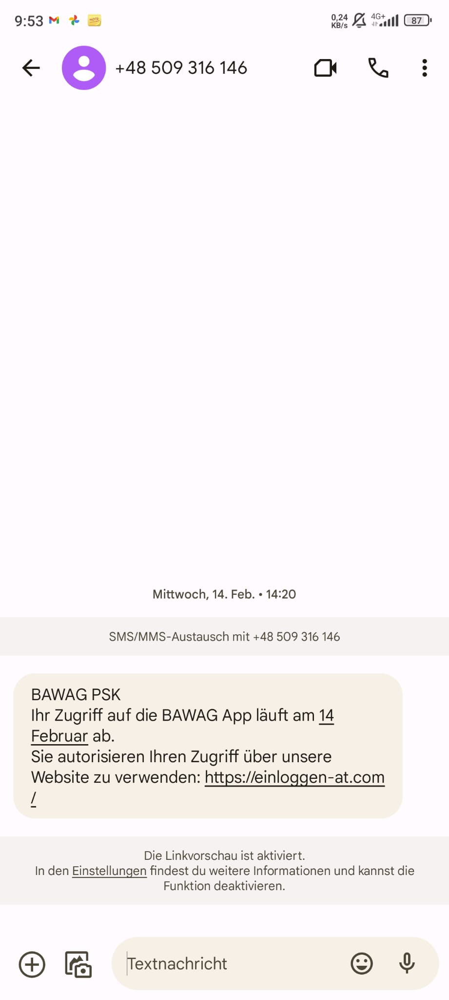 9:53
NOTE
0,24
KB/s
4G+
87
+48 509 316 146
Mittwoch, 14. Feb. • 14:20
SMS/MMS-Austausch mit +48 509 316 146
BAWAG PSK
Ihr Zugriff auf die BAWAG App läuft am 14
Februar ab.
Sie autorisieren Ihren Zugriff über unsere
Website zu verwenden: https://einloggen-at.com
/
Die Linkvorschau ist aktiviert.
In den Einstellungen findest du weitere Informationen und kannst die
Funktion deaktivieren.
Textnachricht